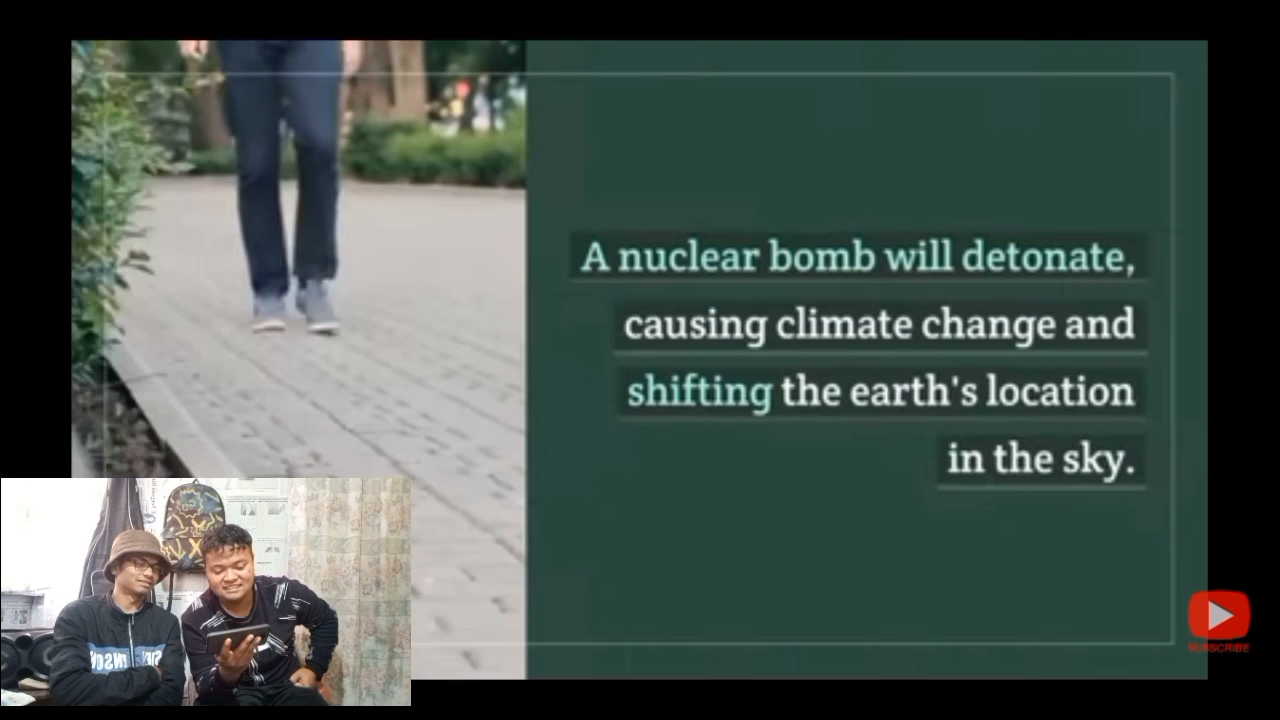 A nuclear bomb will detonate,
causing climate change and
shifting the earth's location
in the sky.
SUBSCRIBE